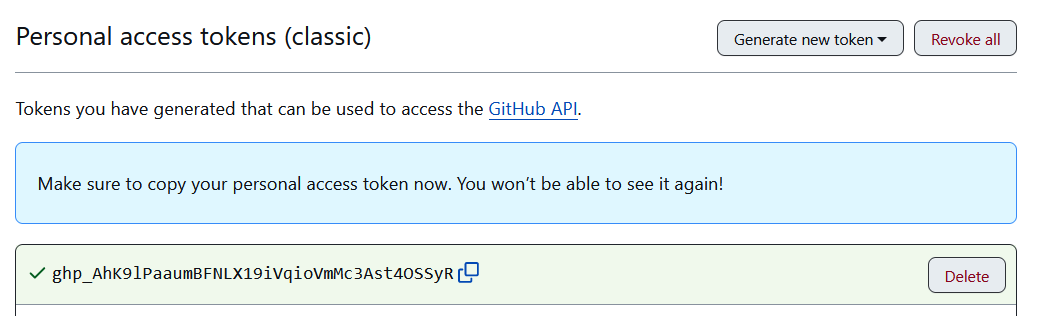 Personal access tokens (classic)
Generate new token
Revoke all
Tokens you have generated that can be used to access the GitHub API.
Make sure to copy your personal access token now. You won't be able to see it again!
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
Delete